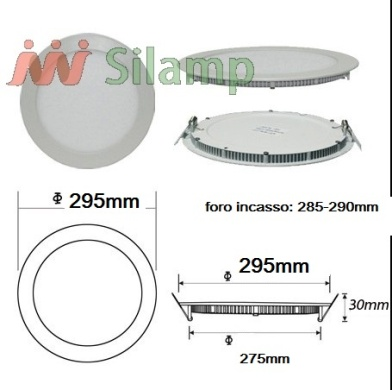 Silamp
Φ 295mm
foro incasso: 285-290mm
Φ
295mm
30mm
Φ
275mm